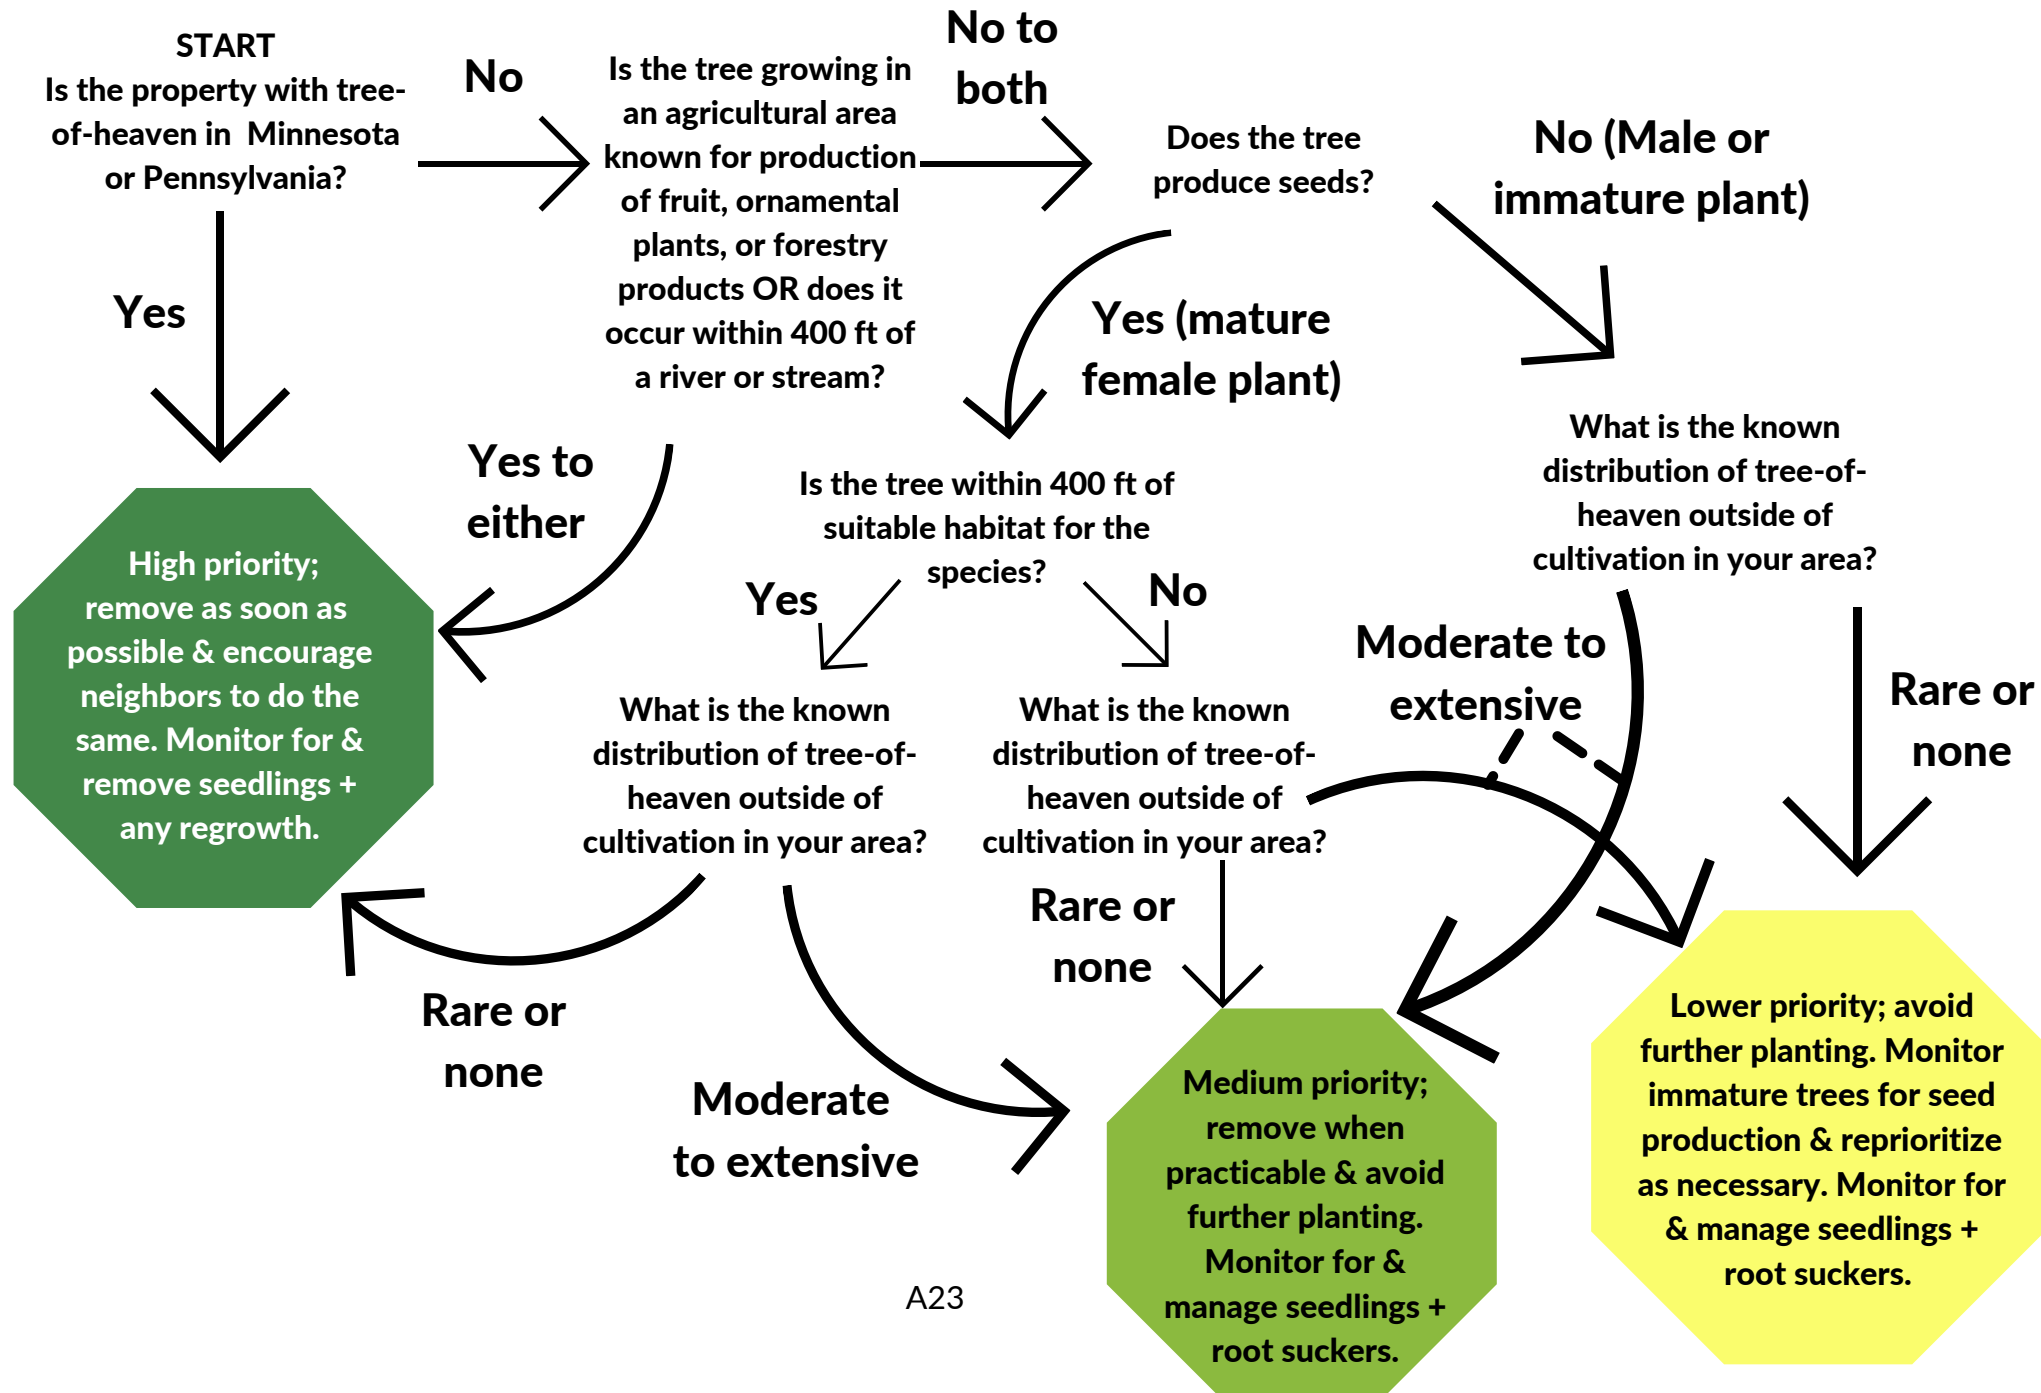 START
Is the property with tree-
of-heaven in Minnesota
or Pennsylvania?
No
Yes
Is the tree growing in
an agricultural area
known for production
of fruit, ornamental
plants, or forestry
products OR does it
occur within 400 ft of
a river or stream?
No to
both
Yes to
either
Does the tree
produce seeds?
No (Male or
immature plant)
Yes (mature
female plant)
Is the tree within 400 ft of
suitable habitat for the
species?
Yes
No
What is the known
distribution of tree-of-
heaven outside of
cultivation in your area?
Moderate to
extensive
Rare or
none
High priority;
remove as soon as
possible & encourage
neighbors to do the
same. Monitor for &
remove seedlings +
any regrowth.
What is the known
distribution of tree-of-
heaven outside of
cultivation in your area?
What is the known
distribution of tree-of-
heaven outside of
cultivation in your area?
Rare or
none
Moderate
to extensive
Rare or
none
Medium priority;
remove when
practicable & avoid
further planting.
Monitor for &
manage seedlings +
root suckers.
Lower priority; avoid
further planting. Monitor
immature trees for seed
production & reprioritize
as necessary. Monitor for
& manage seedlings +
root suckers.
A23